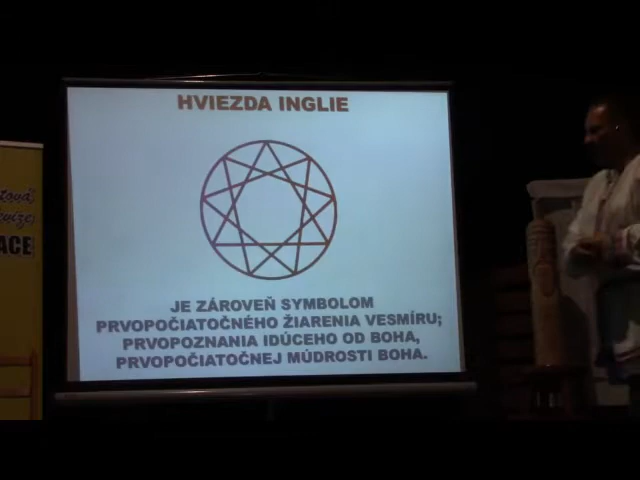 HVIEZDA INGLIE
JE ZÁROVEŇ SYMBOLOM
PRVOPOČIATOČNÉHO ŽIARENIA VESMÍRU;
PRVOPOZNANIA IDÚCEHO OD BOHA,
PRVOPOČIATOČNEJ MÚDROSTI BOHA.